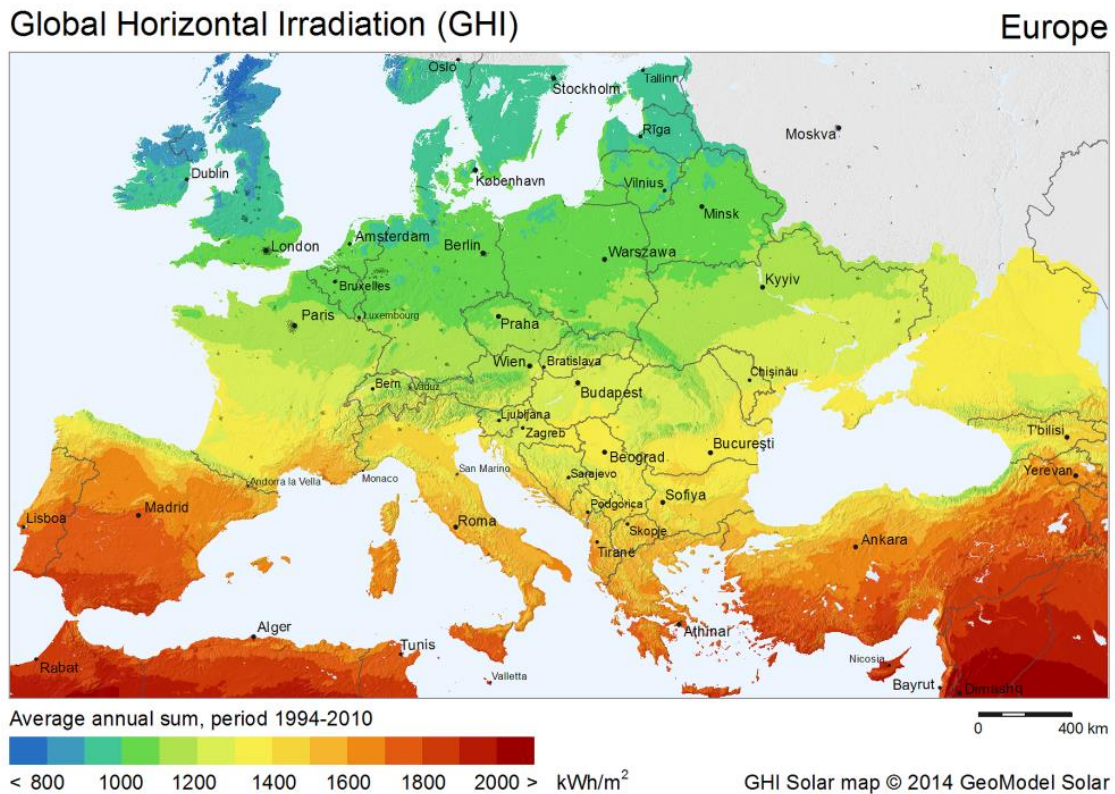 Global Horizontal Irradiation (GHI)
Europe
Oslo
Stockholm
Tallinn
Rīga
Moskva
Dublin
København
Vilnius
Minsk
London
Amsterdam
Berlin
Warszawa
Bruxelles
Kyyiv
Paris
Luxembourg
Praha
Wien
Bratislava
Chişinău
Bern
Vaduz
Budapest
Ljubljana
Zagreb
T'bilisi
Beograd
Bucureşti
San Marino
Sarajevo
Yerevan
Andorra la Vella
Monaco
Podgorica
Sofiya
Lisboa
Madrid
Roma
Skopje
Tiranë
Ankara
Alger
Athínai
Tunis
Rabat
Nicosia
Valletta
Bayrut
Dimashq
Average annual sum, period 1994-2010
0 400 km
< 800 1000 1200 1400 1600 1800 2000 > kWh/m²
GHI Solar map © 2014 GeoModel Solar